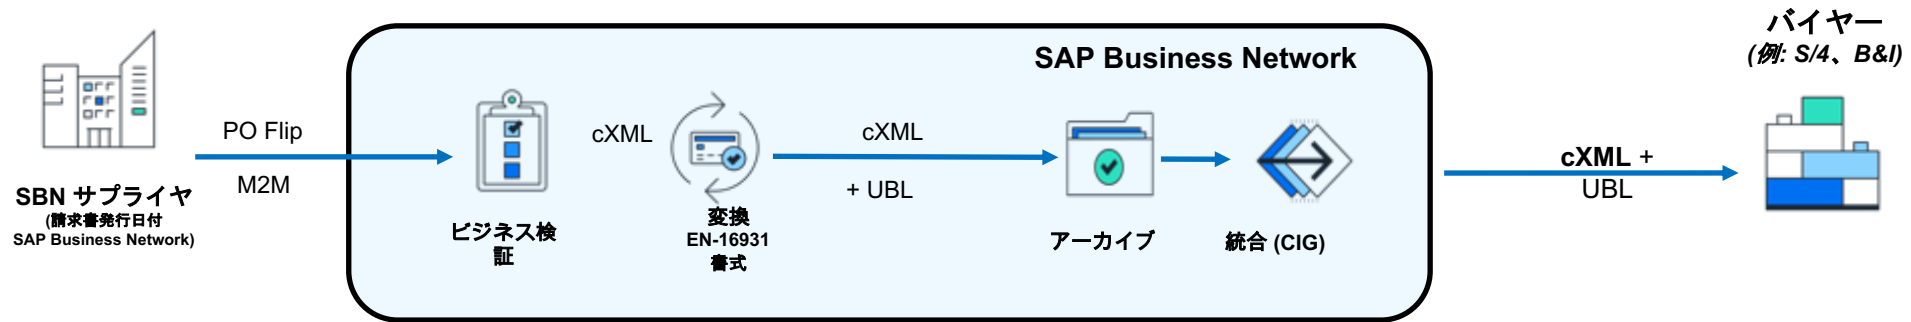 SBN サプライヤ
(請求書発行日付
SAP Business Network)
PO Flip
M2M
SAP Business Network
ビジネス検
証
cXML
変換
EN-16931
書式
cXML
+ UBL
アーカイブ
統合 (CIG)
cXML +
UBL
バイヤー
(例: S/4、B&I)